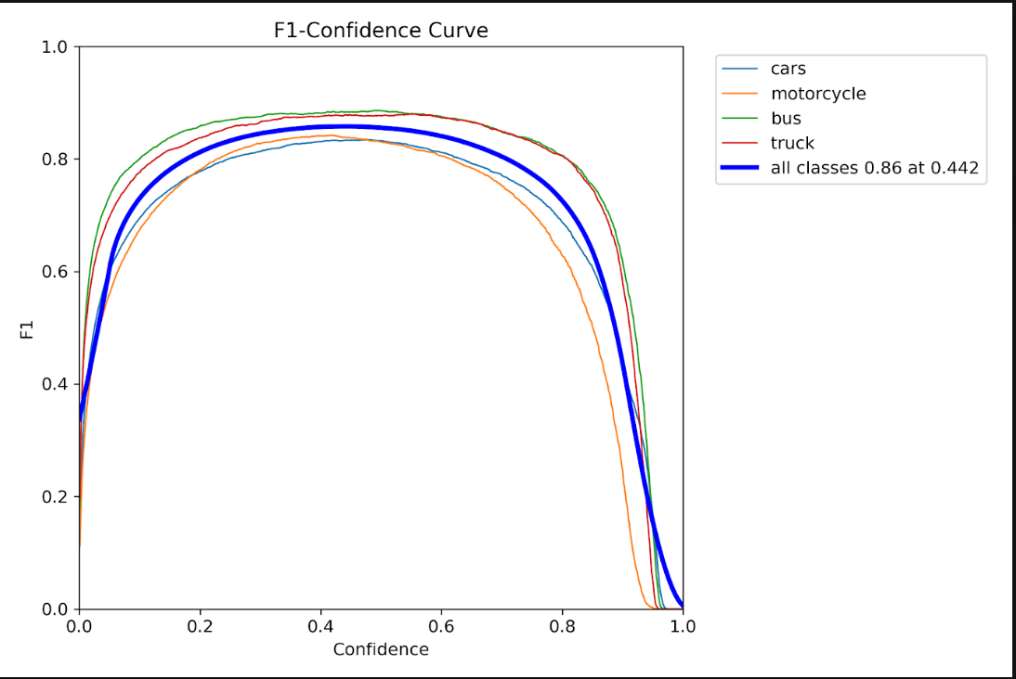 F1-Confidence Curve
1.0
0.8
0.6
0.4
0.2
0.0
F1
0.0 0.2 0.4 0.6 0.8 1.0
Confidence
cars
motorcycle
bus
truck
all classes 0.86 at 0.442